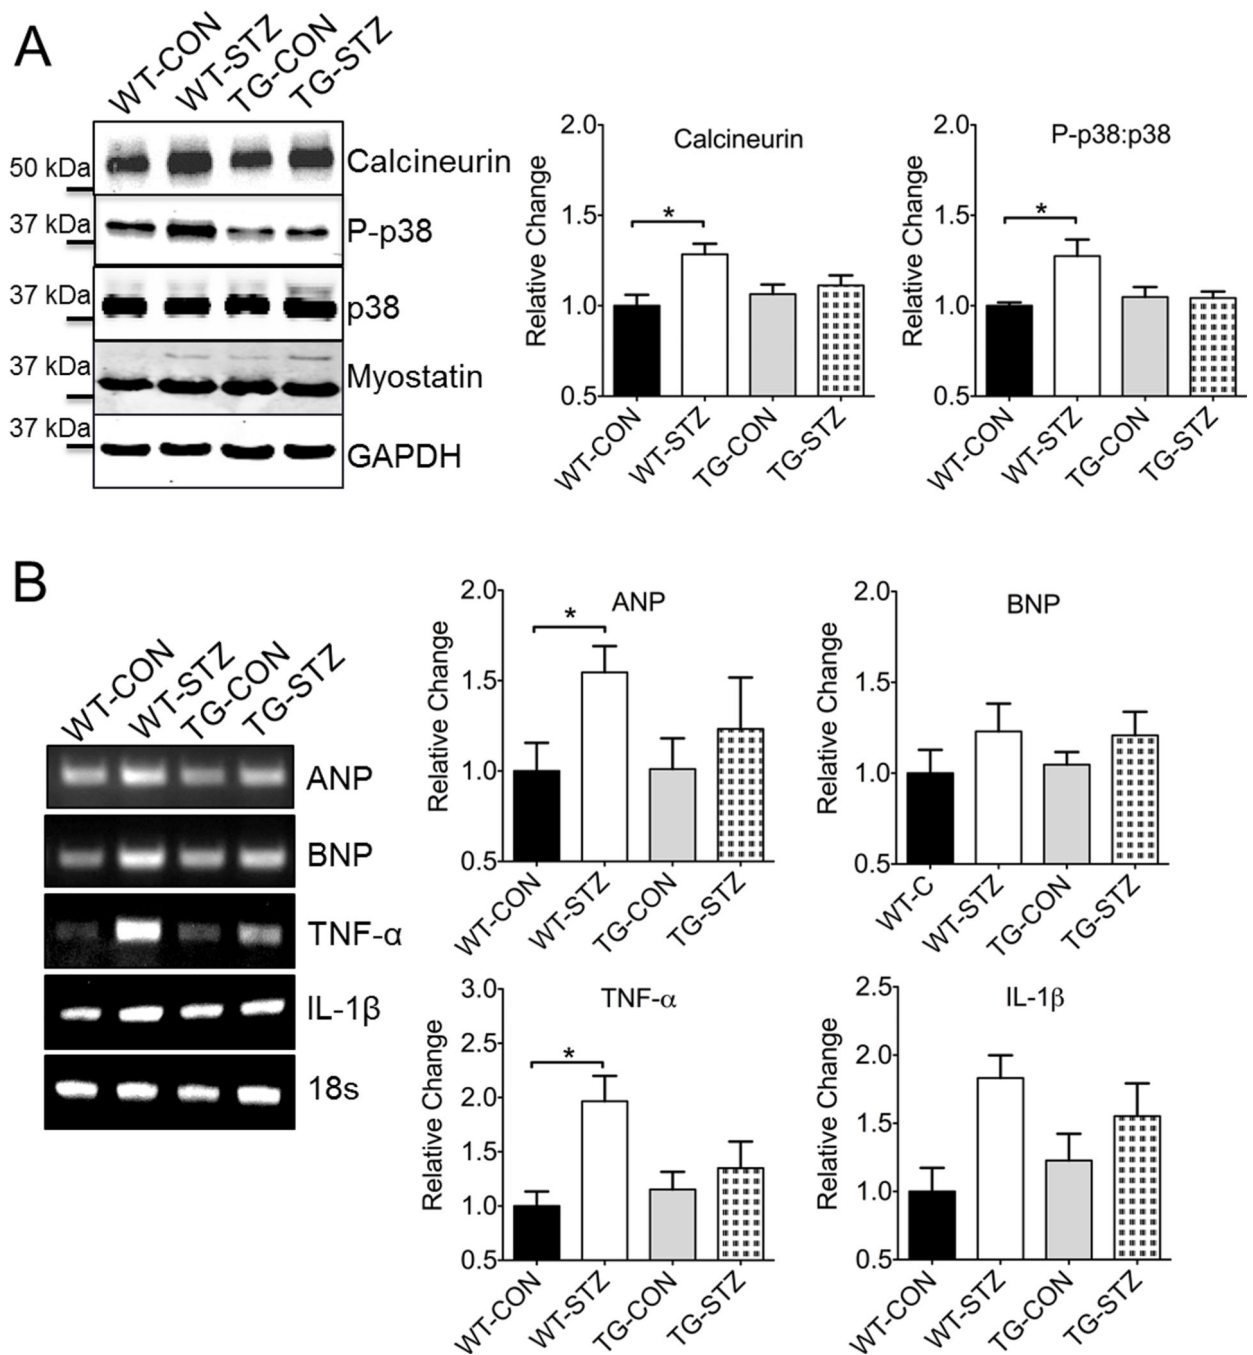 A
WT-CON
WT-STZ
TG-CON
TG-STZ
50 kDa
Calcineurin
37 kDa
P-p38
37 kDa
p38
37 kDa
Myostatin
37 kDa
GAPDH
Calcineurin
Relative Change
2.0
1.5
1.0
0.5
*
WT-CON
WT-STZ
TG-CON
TG-STZ
P-p38:p38
Relative Change
2.0
1.5
1.0
0.5
*
WT-CON
WT-STZ
TG-CON
TG-STZ
B
WT-CON
WT-STZ
TG-CON
TG-STZ
ANP
BNP
TNF-α
IL-1β
18s
ANP
Relative Change
2.0
1.5
1.0
0.5
*
WT-CON
WT-STZ
TG-CON
TG-STZ
BNP
Relative Change
2.0
1.5
1.0
0.5
WT-C
WT-STZ
TG-CON
TG-STZ
TNF-α
Relative Change
3.0
2.5
2.0
1.5
1.0
0.5
*
WT-CON
WT-STZ
TG-CON
TG-STZ
IL-1β
Relative Change
2.5
2.0
1.5
1.0
0.5
WT-CON
WT-STZ
TG-CON
TG-STZ